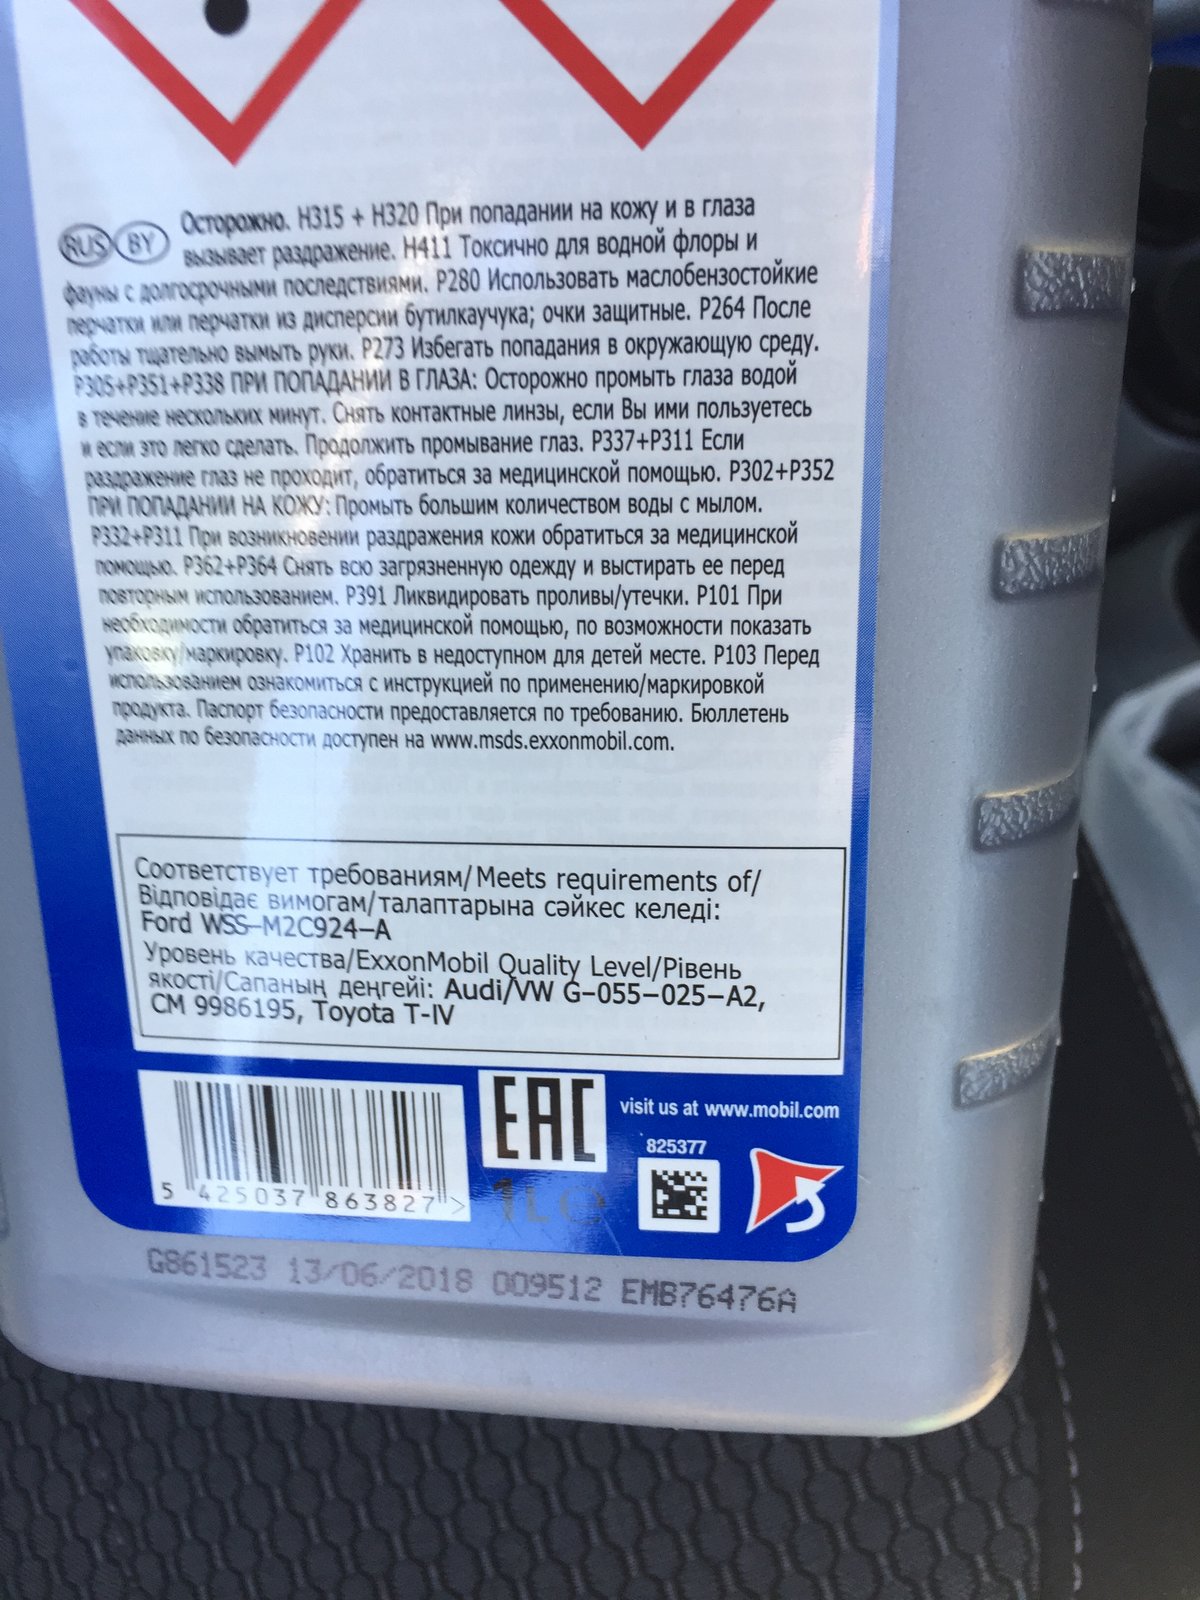 RUS BY Осторожно. H315 + H320 При попадании на кожу и в глаза
вызывает раздражение. H411 Токсично для водной флоры и
фауны с долгосрочными последствиями. P280 Использовать маслобензостойкие
перчатки или перчатки из дисперсии бутилкаучука; очки защитные. P264 После
работы тщательно вымыть руки. P273 Избегать попадания в окружающую среду.
P305+P351+P338 ПРИ ПОПАДАНИИ В ГЛАЗА: Осторожно промыть глаза водой
в течение нескольких минут. Снять контактные линзы, если Вы ими пользуетесь
и если это легко сделать. Продолжить промывание глаз. P337+P311 Если
раздражение глаз не проходит, обратиться за медицинской помощью. P302+P352
ПРИ ПОПАДАНИИ НА КОЖУ: Промыть большим количеством воды с мылом.
P332+P311 При возникновении раздражения кожи обратиться за медицинской
помощью. P362+P364 Снять всю загрязненную одежду и выстирать ее перед
повторным использованием. P391 Ликвидировать проливы/утечки. P101 При
необходимости обратиться за медицинской помощью, по возможности показать
упаковку/маркировку. P102 Хранить в недоступном для детей месте. P103 Перед
использованием ознакомиться с инструкцией по применению/маркировкой
продукта. Паспорт безопасности предоставляется по требованию. Бюллетень
данных по безопасности доступен на www.msds.exxonmobil.com.
Соответствует требованиям/Meets requirements of/
Відповідає вимогам/талаптарына сәйкес келеді:
Ford WSS-M2C924-A
Уровень качества/ExxonMobil Quality Level/Рівень
якості/Сапаның деңгейі: Audi/VW G-055-025-A2,
CM 9986195, Toyota T-IV
EAC
visit us at www.mobil.com
825377
5 425037 863827 >
1L e
G861523 13/06/2018 009512 EMB76476A